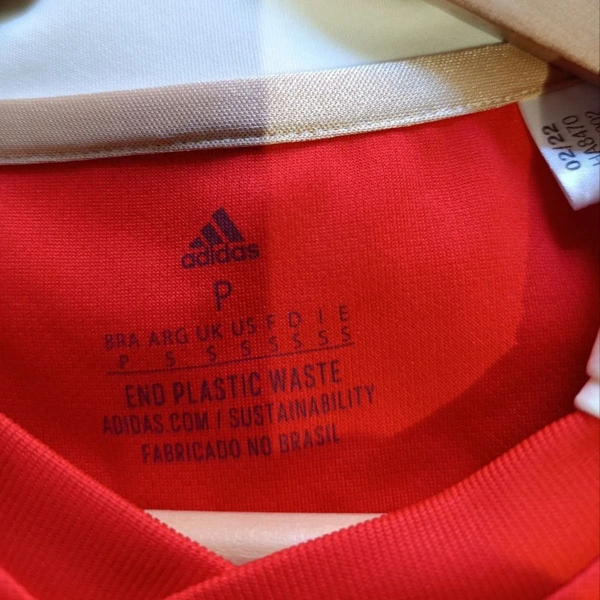 adidas
P
BRA ARG UK US F D I E
P S S S S S S S
END PLASTIC WASTE
ADIDAS.COM / SUSTAINABILITY
FABRICADO NO BRASIL
02/22
HA8470